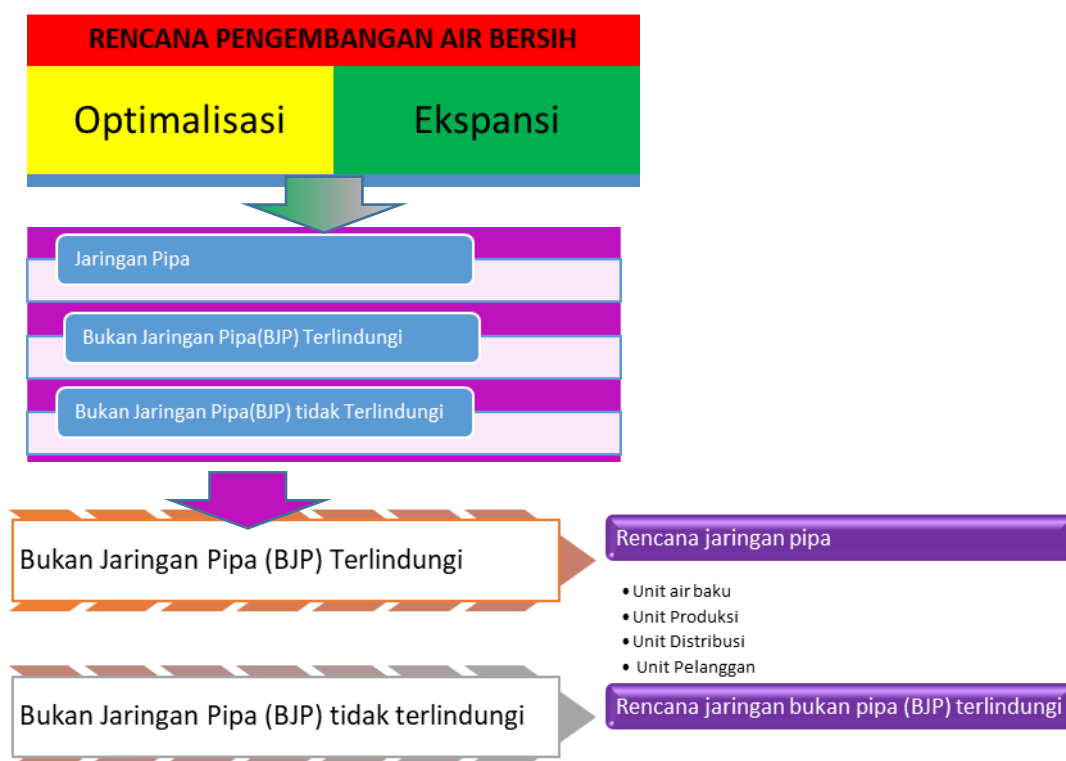 RENCANA PENGEMBANGAN AIR BERSIH
Optimalisasi
Ekspansi
Jaringan Pipa
Bukan Jaringan Pipa(BJP) Terlindungi
Bukan Jaringan Pipa(BJP) tidak Terlindungi
Bukan Jaringan Pipa (BJP) Terlindungi
Rencana jaringan pipa
• Unit air baku
• Unit Produksi
• Unit Distribusi
• Unit Pelanggan
Bukan Jaringan Pipa (BJP) tidak terlindungi
Rencana jaringan bukan pipa (BJP) terlindungi